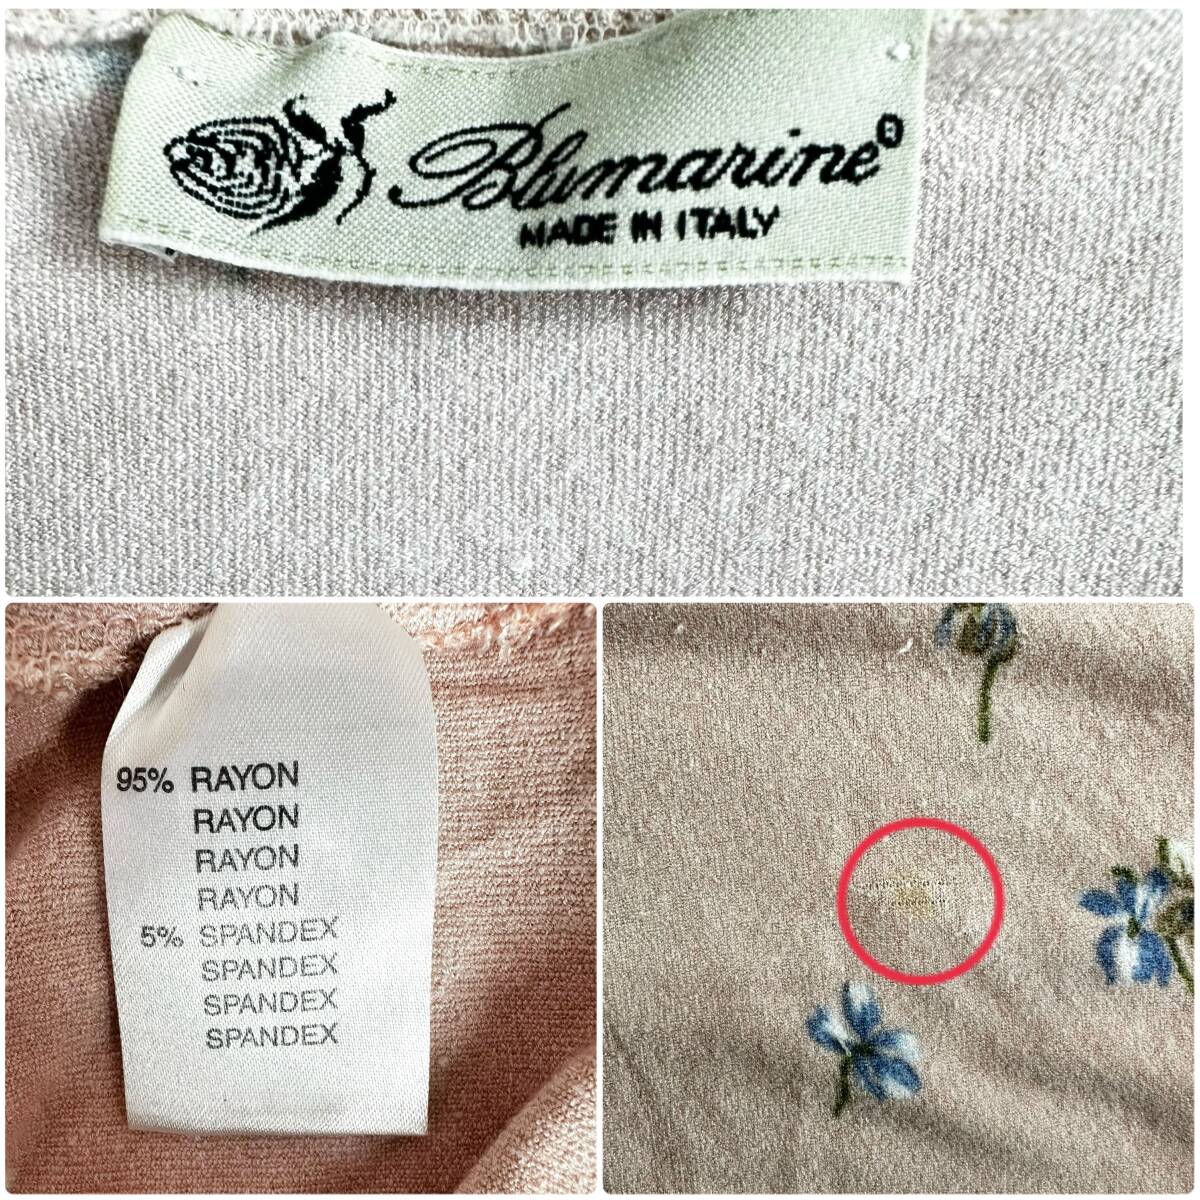 Blumarine®
MADE IN ITALY
95% RAYON
RAYON
RAYON
RAYON
5% SPANDEX
SPANDEX
SPANDEX
SPANDEX